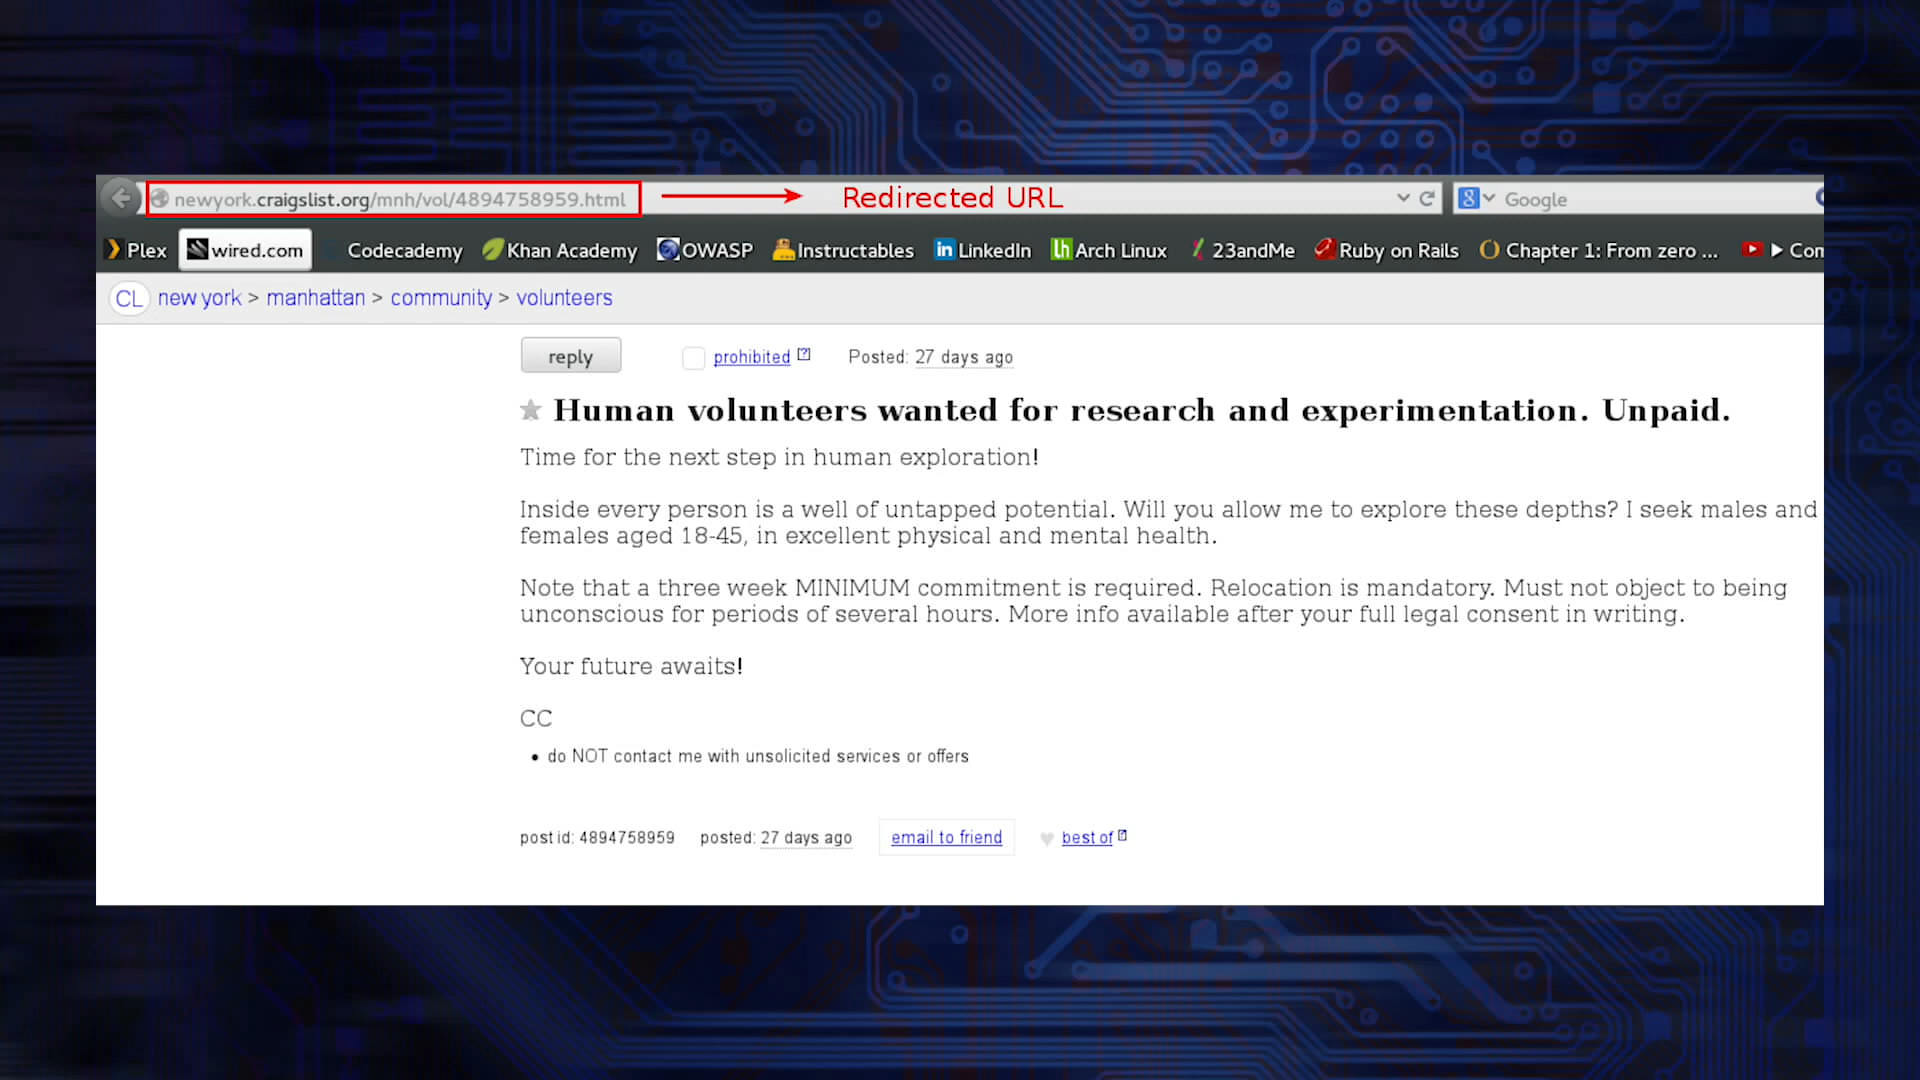 newyork.craigslist.org/mnh/vol/4894758959.html
Redirected URL
8
Google
Plex
wired.com
Codecademy
Khan Academy
OWASP
Instructables
in LinkedIn
lh Arch Linux
23andMe
Ruby on Rails
Chapter 1: From zero ...
Con
CL new york > manhattan > community > volunteers
reply
prohibited [?]
Posted: 27 days ago
Human volunteers wanted for research and experimentation. Unpaid.
Time for the next step in human exploration!
Inside every person is a well of untapped potential. Will you allow me to explore these depths? I seek males and
females aged 18-45, in excellent physical and mental health.
Note that a three week MINIMUM commitment is required. Relocation is mandatory. Must not object to being
unconscious for periods of several hours. More info available after your full legal consent in writing.
Your future awaits!
CC
• do NOT contact me with unsolicited services or offers
post id: 4894758959
posted: 27 days ago
email to friend
best of [?]